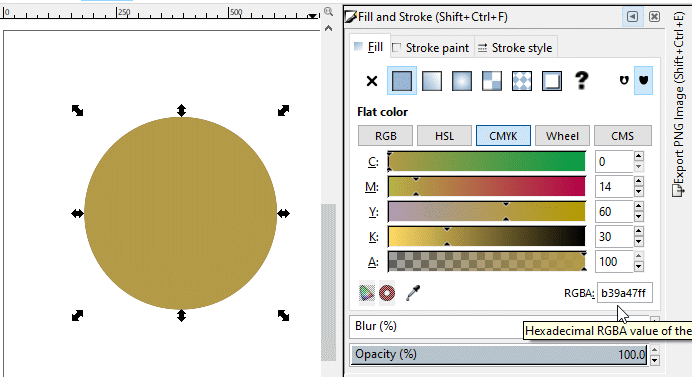 0 250 500
Fill and Stroke (Shift+Ctrl+F)
Fill Stroke paint Stroke style
?
Flat color
RGB HSL CMYK Wheel CMS
C: 0
M: 14
Y: 60
K: 30
A: 100
RGBA: b39a47ff
Hexadecimal RGBA value of the
Blur (%)
Opacity (%) 100.0
Export PNG Image (Shift+Ctrl+E)